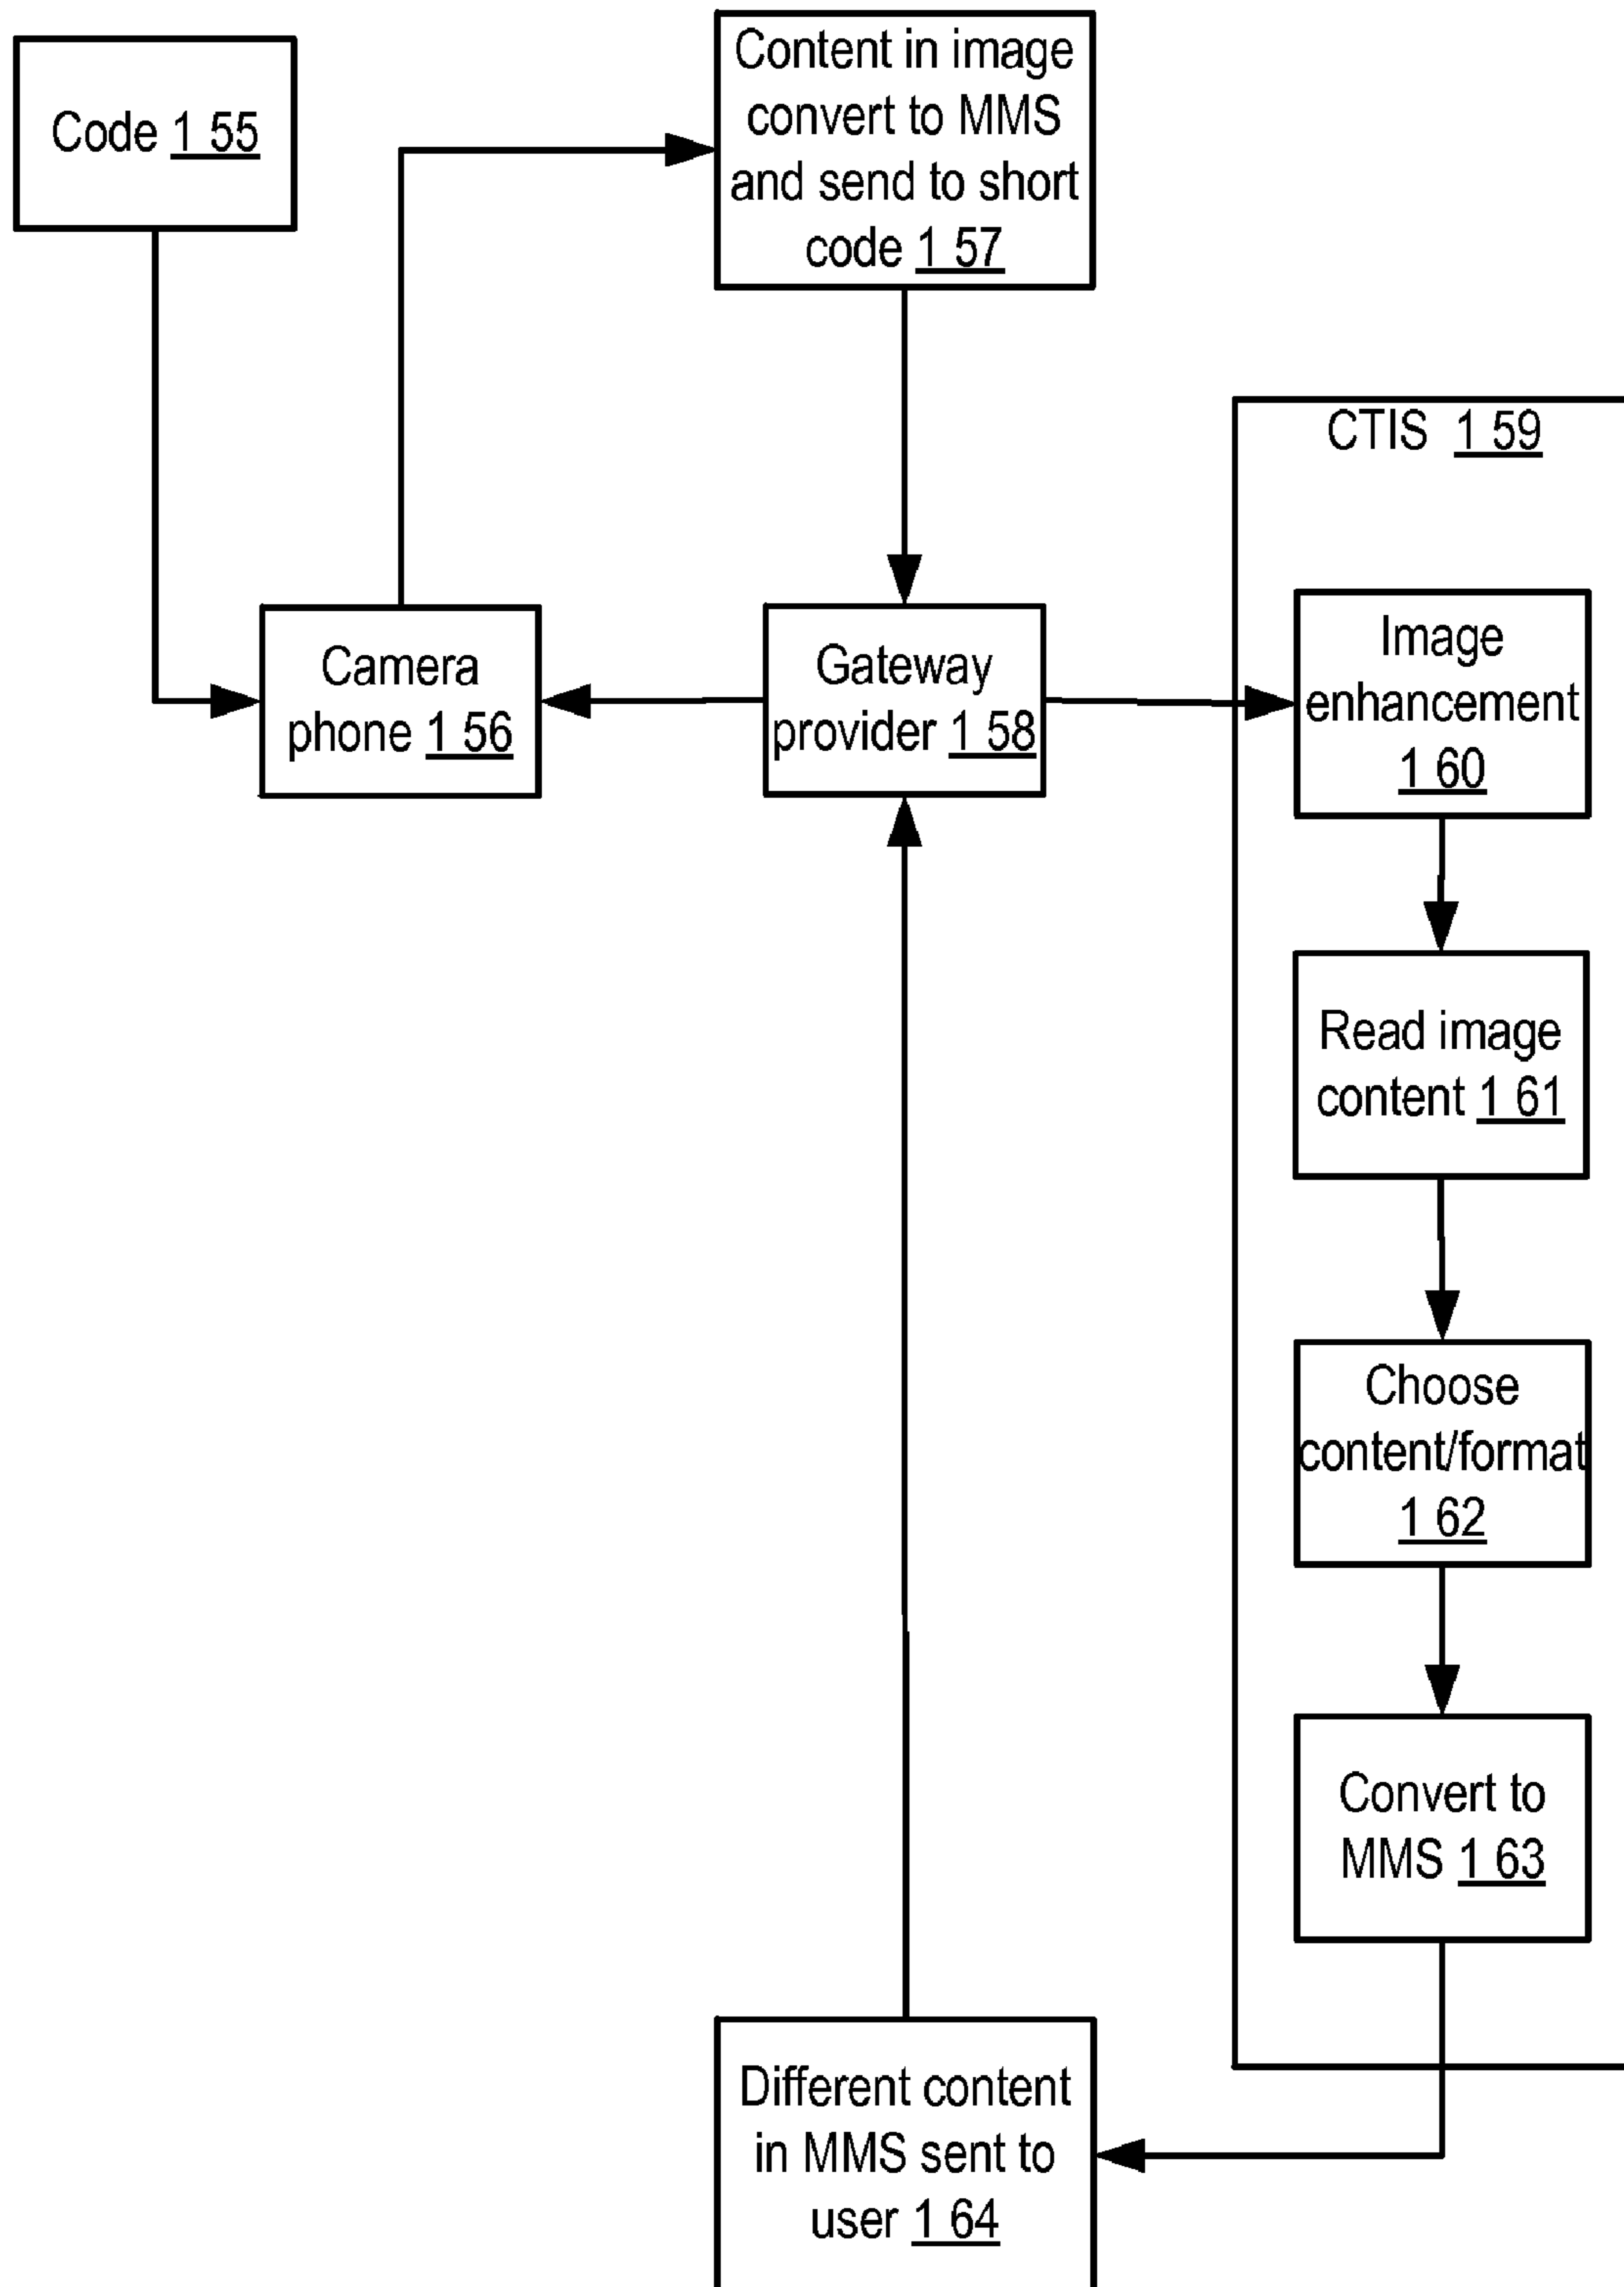 Code 1 55
Content in image
convert to MMS
and send to short
code 1 57
CTIS 1 59
Camera
phone 1 56
Gateway
provider 1 58
Image
enhancement
1 60
Read image
content 1 61
Choose
content/format
1 62
Convert to
MMS 1 63
Different content
in MMS sent to
user 1 64